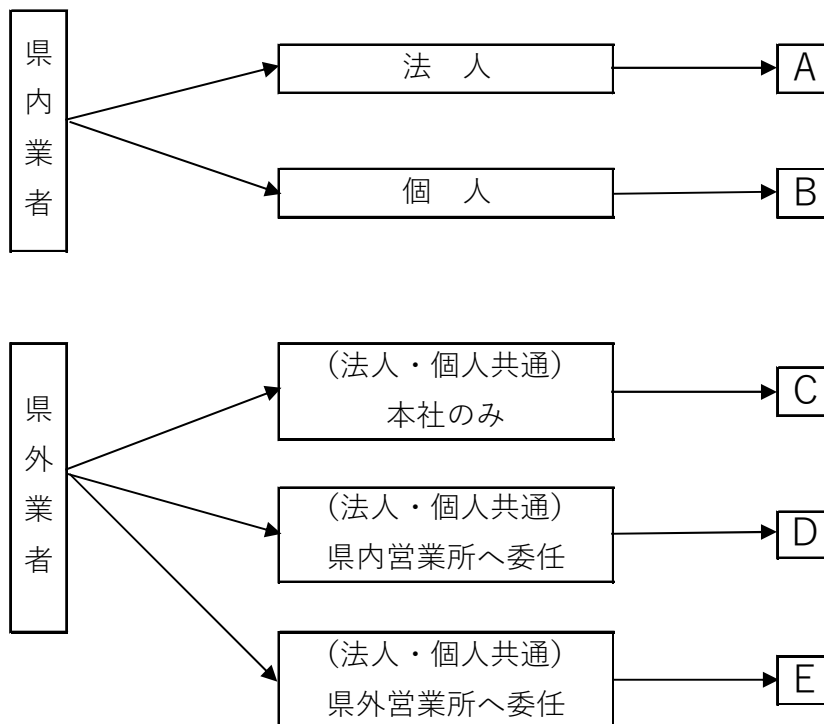 県内業者
法　人
A
個　人
B
県外業者
(法人・個人共通)
本社のみ
C
(法人・個人共通)
県内営業所へ委任
D
(法人・個人共通)
県外営業所へ委任
E